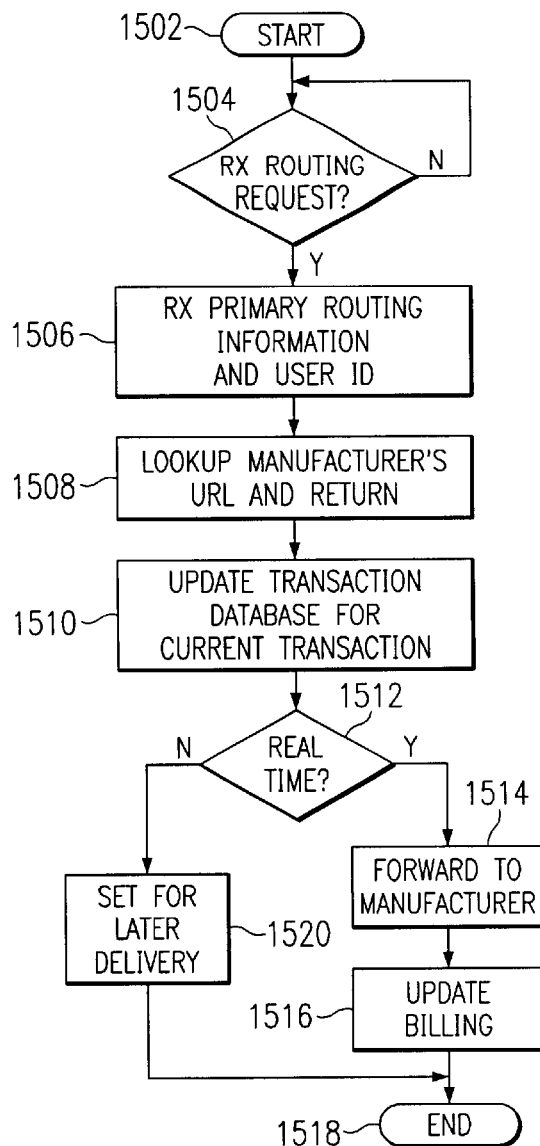 1502
START
1504
RX ROUTING
REQUEST?
N
Y
1506
RX PRIMARY ROUTING
INFORMATION
AND USER ID
1508
LOOKUP MANUFACTURER'S
URL AND RETURN
1510
UPDATE TRANSACTION
DATABASE FOR
CURRENT TRANSACTION
1512
N
REAL
TIME?
Y
1514
FORWARD TO
MANUFACTURER
SET FOR
LATER
DELIVERY
1520
1516
UPDATE
BILLING
1518
END